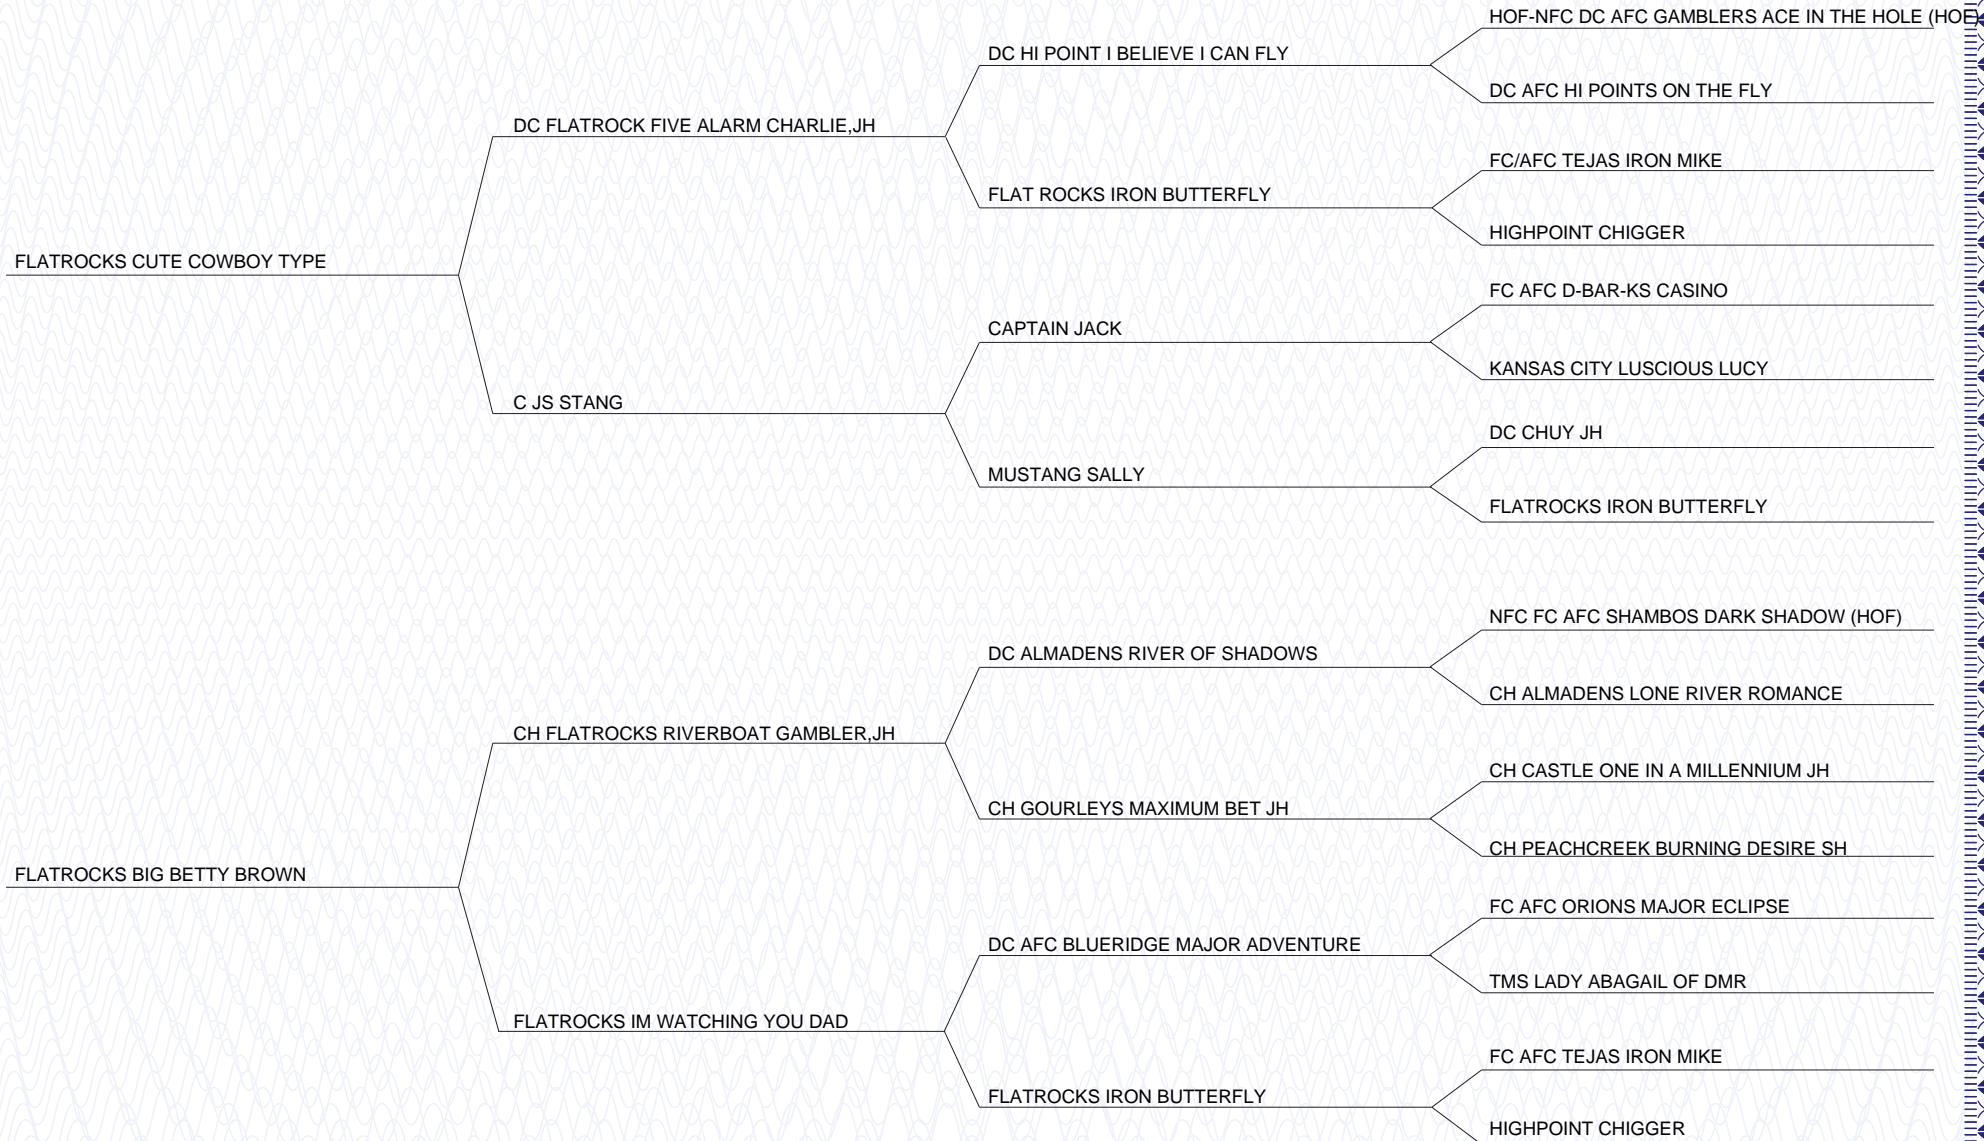 HOF-NFC DC AFC GAMBLERS ACE IN THE HOLE (HOF)
DC HI POINT I BELIEVE I CAN FLY
DC AFC HI POINTS ON THE FLY
DC FLATROCK FIVE ALARM CHARLIE,JH
FC/AFC TEJAS IRON MIKE
FLAT ROCKS IRON BUTTERFLY
HIGHPOINT CHIGGER
FLATROCKS CUTE COWBOY TYPE
FC AFC D-BAR-KS CASINO
CAPTAIN JACK
KANSAS CITY LUSCIOUS LUCY
C JS STANG
DC CHUY JH
MUSTANG SALLY
FLATROCKS IRON BUTTERFLY
NFC FC AFC SHAMBOS DARK SHADOW (HOF)
DC ALMADENS RIVER OF SHADOWS
CH ALMADENS LONE RIVER ROMANCE
CH FLATROCKS RIVERBOAT GAMBLER,JH
CH CASTLE ONE IN A MILLENNIUM JH
CH GOURLEYS MAXIMUM BET JH
CH PEACHCREEK BURNING DESIRE SH
FLATROCKS BIG BETTY BROWN
FC AFC ORIONS MAJOR ECLIPSE
DC AFC BLUERIDGE MAJOR ADVENTURE
TMS LADY ABAGAIL OF DMR
FLATROCKS IM WATCHING YOU DAD
FC AFC TEJAS IRON MIKE
FLATROCKS IRON BUTTERFLY
HIGHPOINT CHIGGER